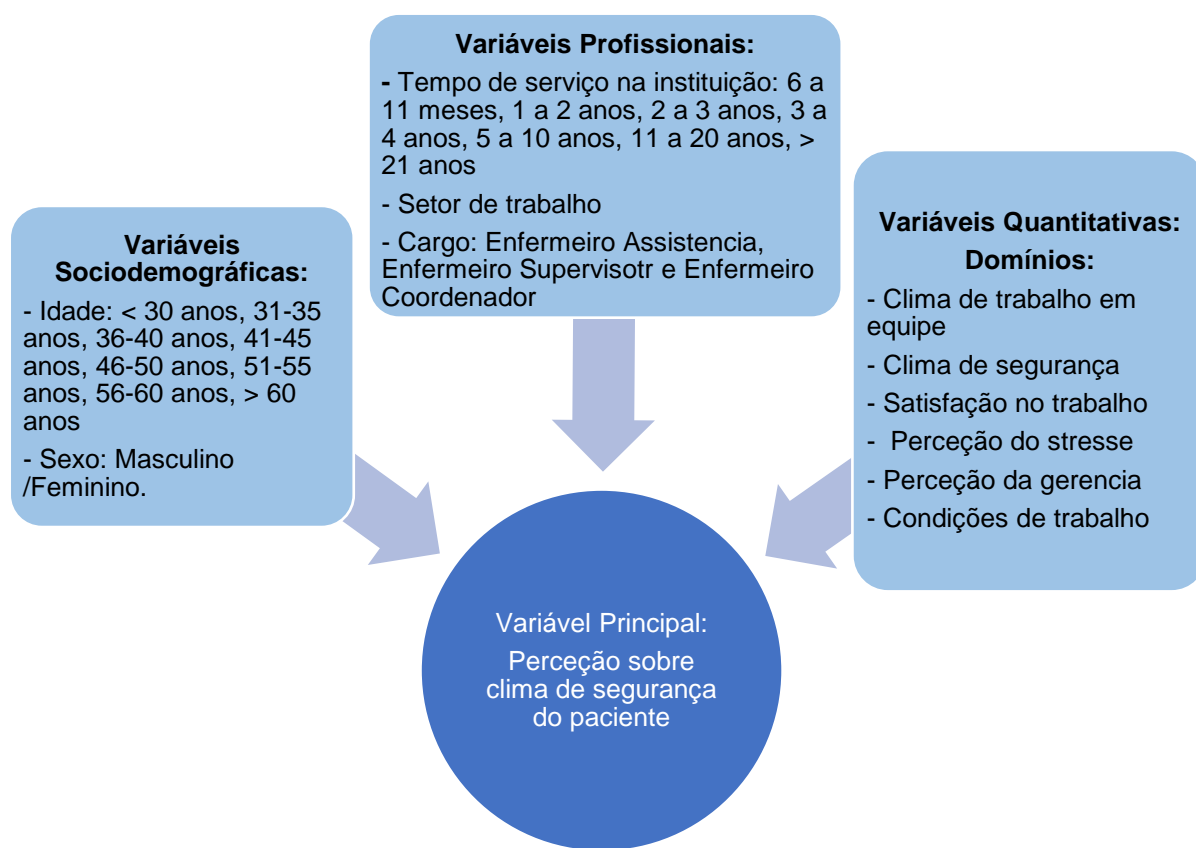 Variáveis Profissionais:
- Tempo de serviço na instituição: 6 a
11 meses, 1 a 2 anos, 2 a 3 anos, 3 a
4 anos, 5 a 10 anos, 11 a 20 anos, >
21 anos
- Setor de trabalho
- Cargo: Enfermeiro Assistencia,
Enfermeiro Supervisotr e Enfermeiro
Coordenador
Variáveis
Sociodemográficas:
- Idade: < 30 anos, 31-35
anos, 36-40 anos, 41-45
anos, 46-50 anos, 51-55
anos, 56-60 anos, > 60
anos
- Sexo: Masculino
/Feminino.
Variáveis Quantitativas:
Domínios:
- Clima de trabalho em
equipe
- Clima de segurança
- Satisfação no trabalho
- Perceção do stresse
- Perceção da gerencia
- Condições de trabalho
Variável Principal:
Perceção sobre
clima de segurança
do paciente